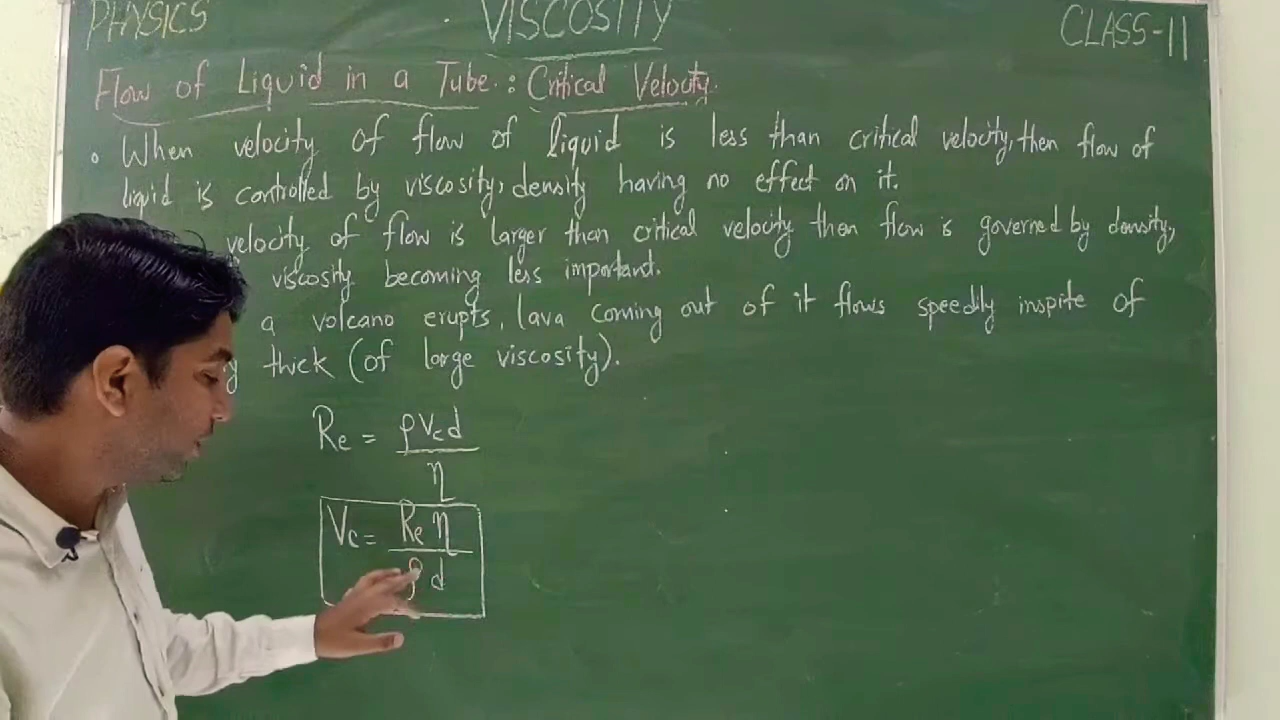 PHYSICS VISCOSITY CLASS-11
Flow of Liquid in a Tube : Critical Velocity.
• When velocity of flow of liquid is less than critical velocity, then flow of
liquid is controlled by viscosity, density having no effect on it.
velocity of flow is larger than critical velocity then flow is governed by density,
viscosity becoming less important.
a volcano erupts, lava coming out of it flows speedily inspite of
thick (of large viscosity).
Re = ρVcd / η
Vc = Re η / ρ d